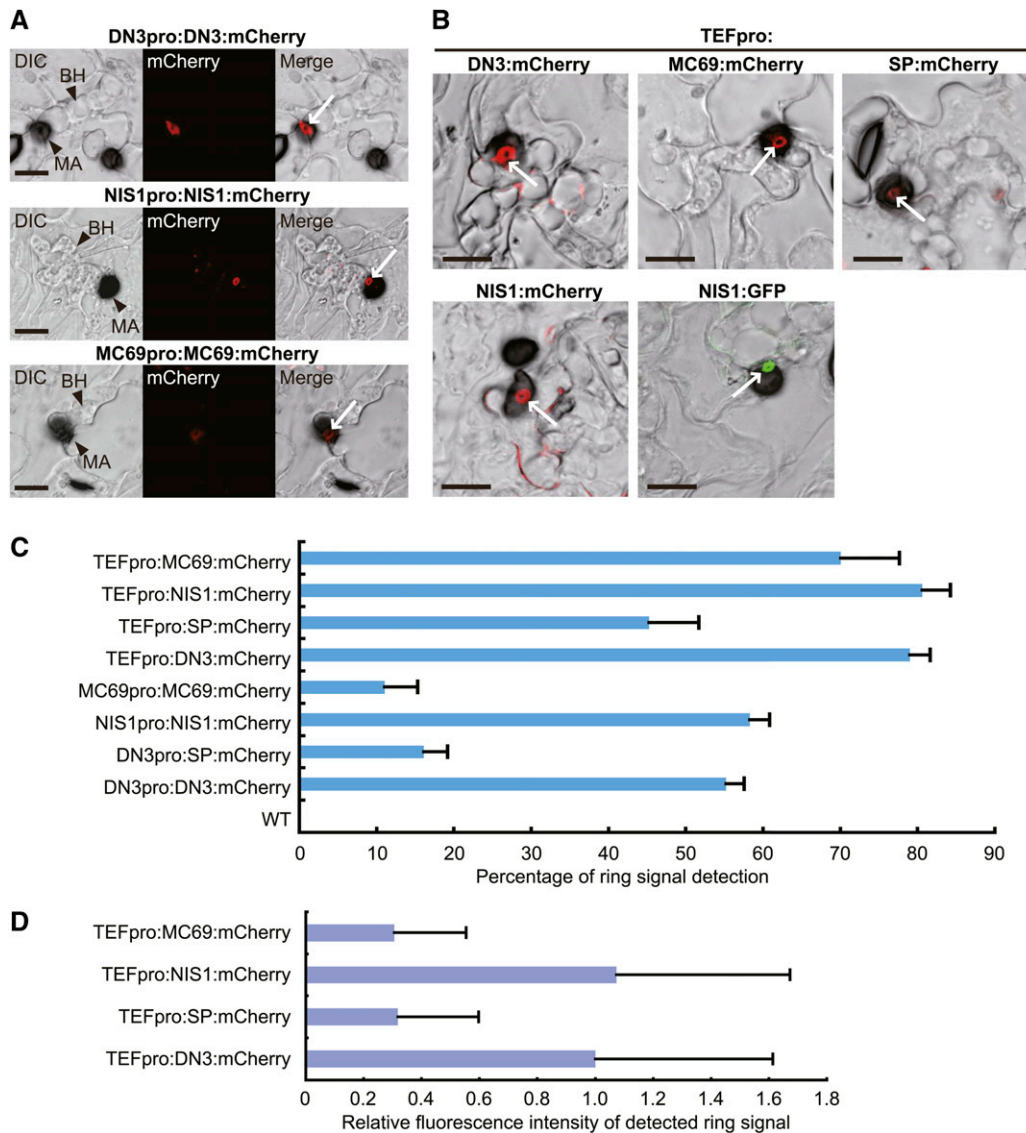 A
DN3pro:DN3:mCherry
DIC
BH
MA
mCherry
Merge
NIS1pro:NIS1:mCherry
DIC
BH
MA
mCherry
Merge
MC69pro:MC69:mCherry
DIC
BH
MA
mCherry
Merge
B
TEFpro:
DN3:mCherry
MC69:mCherry
SP:mCherry
NIS1:mCherry
NIS1:GFP
C
TEFpro:MC69:mCherry
TEFpro:NIS1:mCherry
TEFpro:SP:mCherry
TEFpro:DN3:mCherry
MC69pro:MC69:mCherry
NIS1pro:NIS1:mCherry
DN3pro:SP:mCherry
DN3pro:DN3:mCherry
WT
0 10 20 30 40 50 60 70 80 90
Percentage of ring signal detection
D
TEFpro:MC69:mCherry
TEFpro:NIS1:mCherry
TEFpro:SP:mCherry
TEFpro:DN3:mCherry
0 0.2 0.4 0.6 0.8 1.0 1.2 1.4 1.6 1.8
Relative fluorescence intensity of detected ring signal